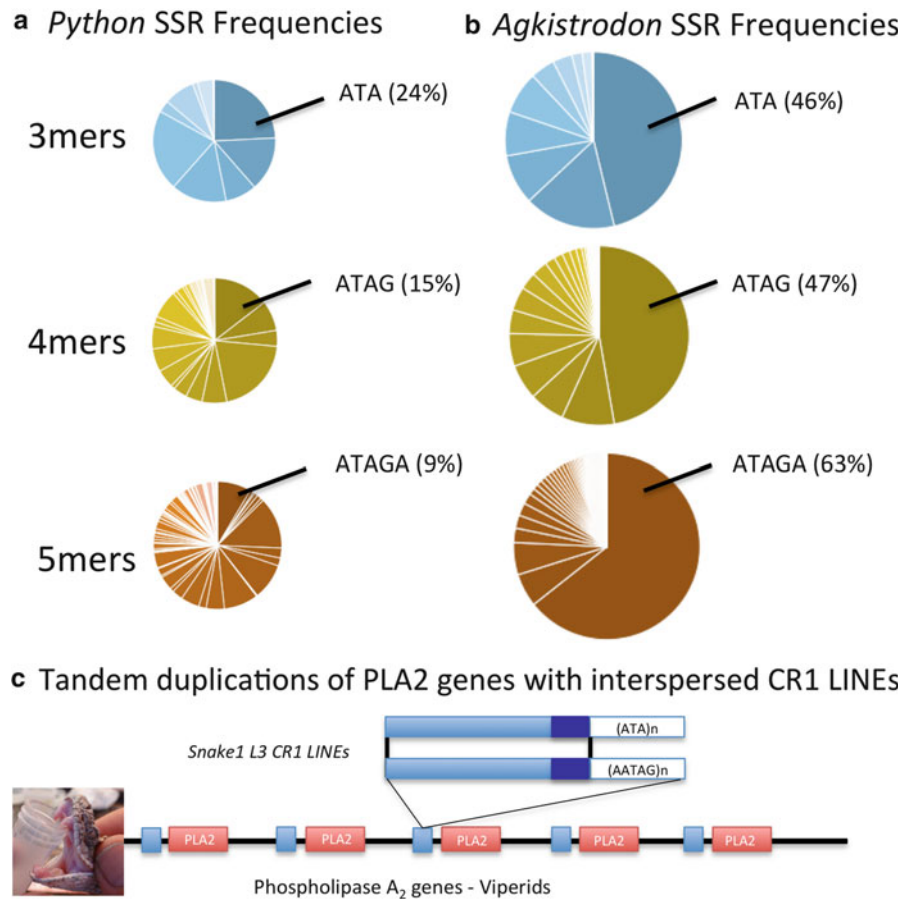 a Python SSR Frequencies
b Agkistrodon SSR Frequencies
3mers
ATA (24%)
ATA (46%)
4mers
ATAG (15%)
ATAG (47%)
5mers
ATAGA (9%)
ATAGA (63%)
c Tandem duplications of PLA2 genes with interspersed CR1 LINEs
Snake1 L3 CR1 LINEs
(ATA)n
(AATAG)n
PLA2 PLA2 PLA2 PLA2 PLA2
Phospholipase A₂ genes - Viperids